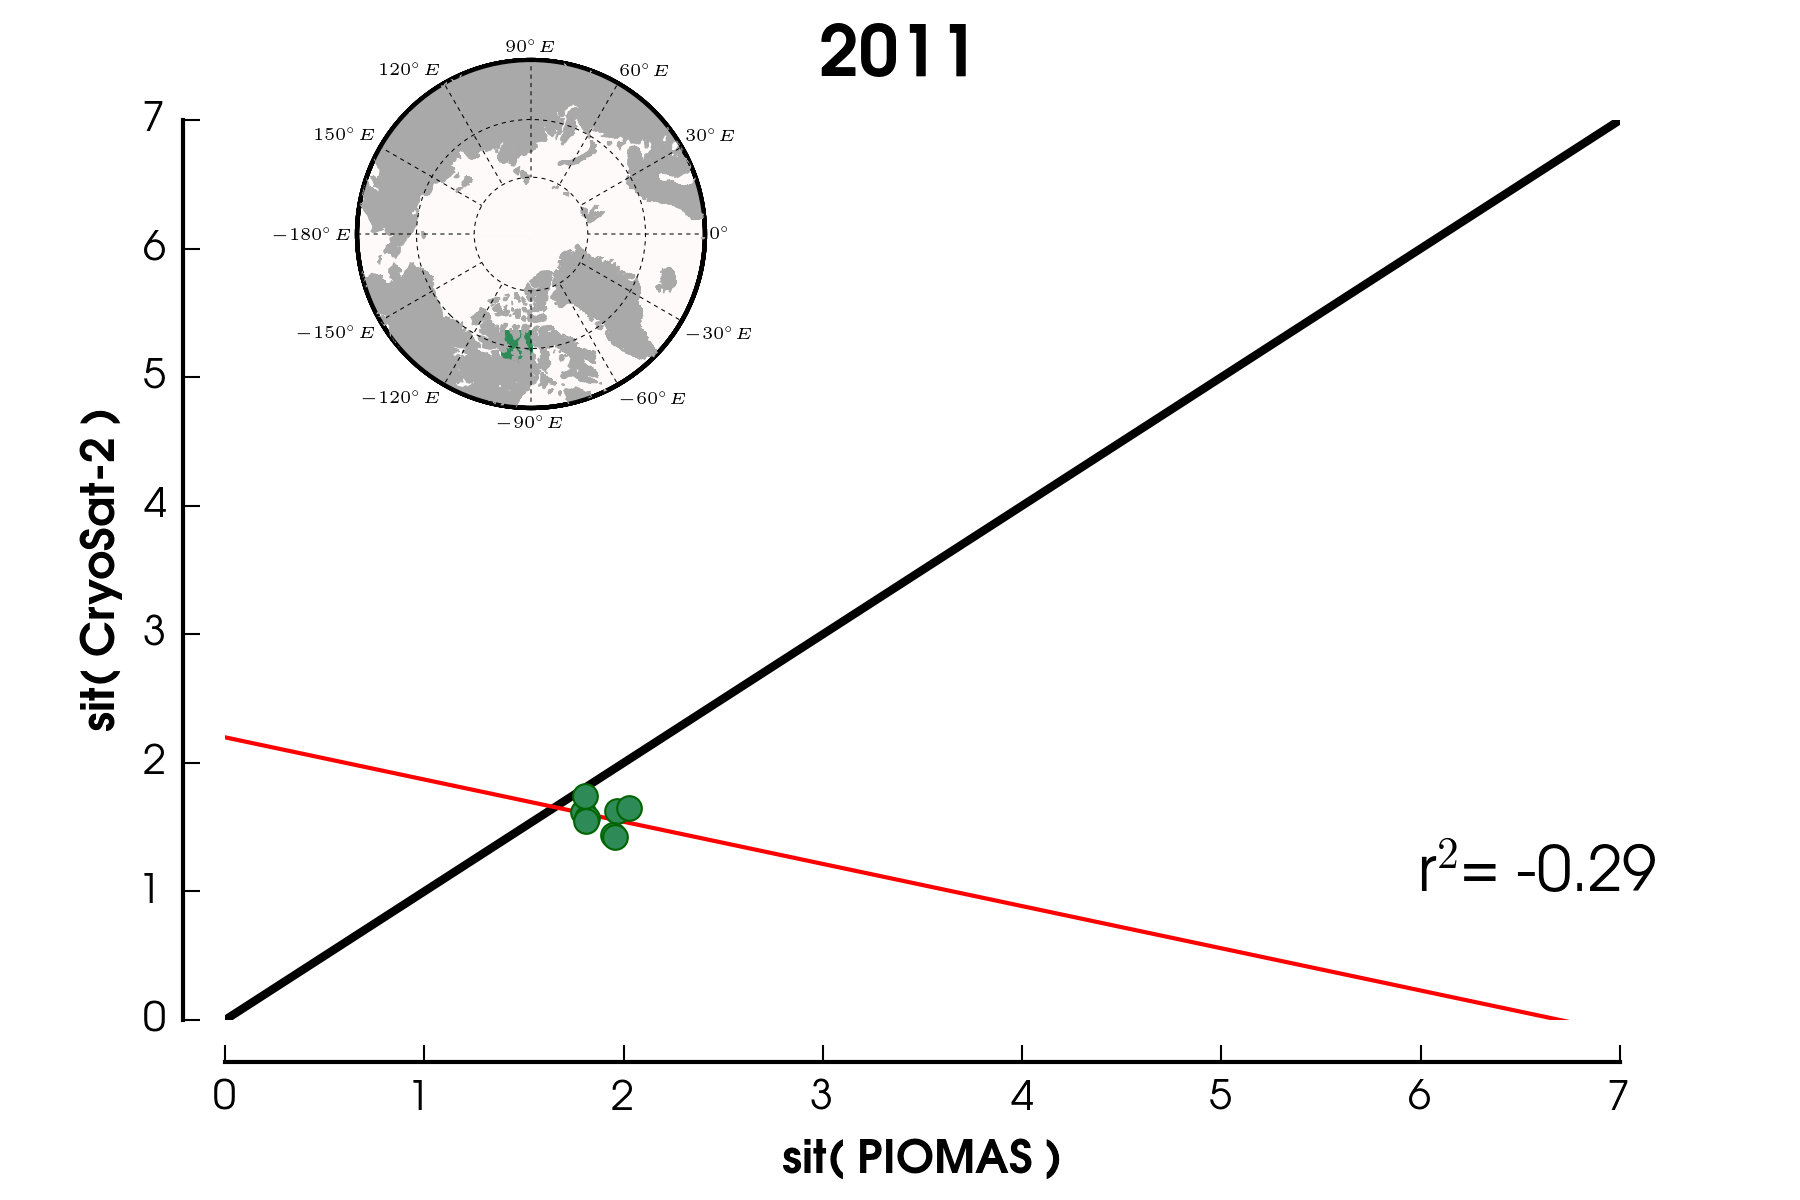 2011
90° E
120° E
60° E
150° E
30° E
−180° E
0°
−150° E
−30° E
−120° E
−60° E
−90° E
7
6
5
4
3
2
1
0
sit( CryoSat-2 )
r²= -0.29
0 1 2 3 4 5 6 7
sit( PIOMAS )